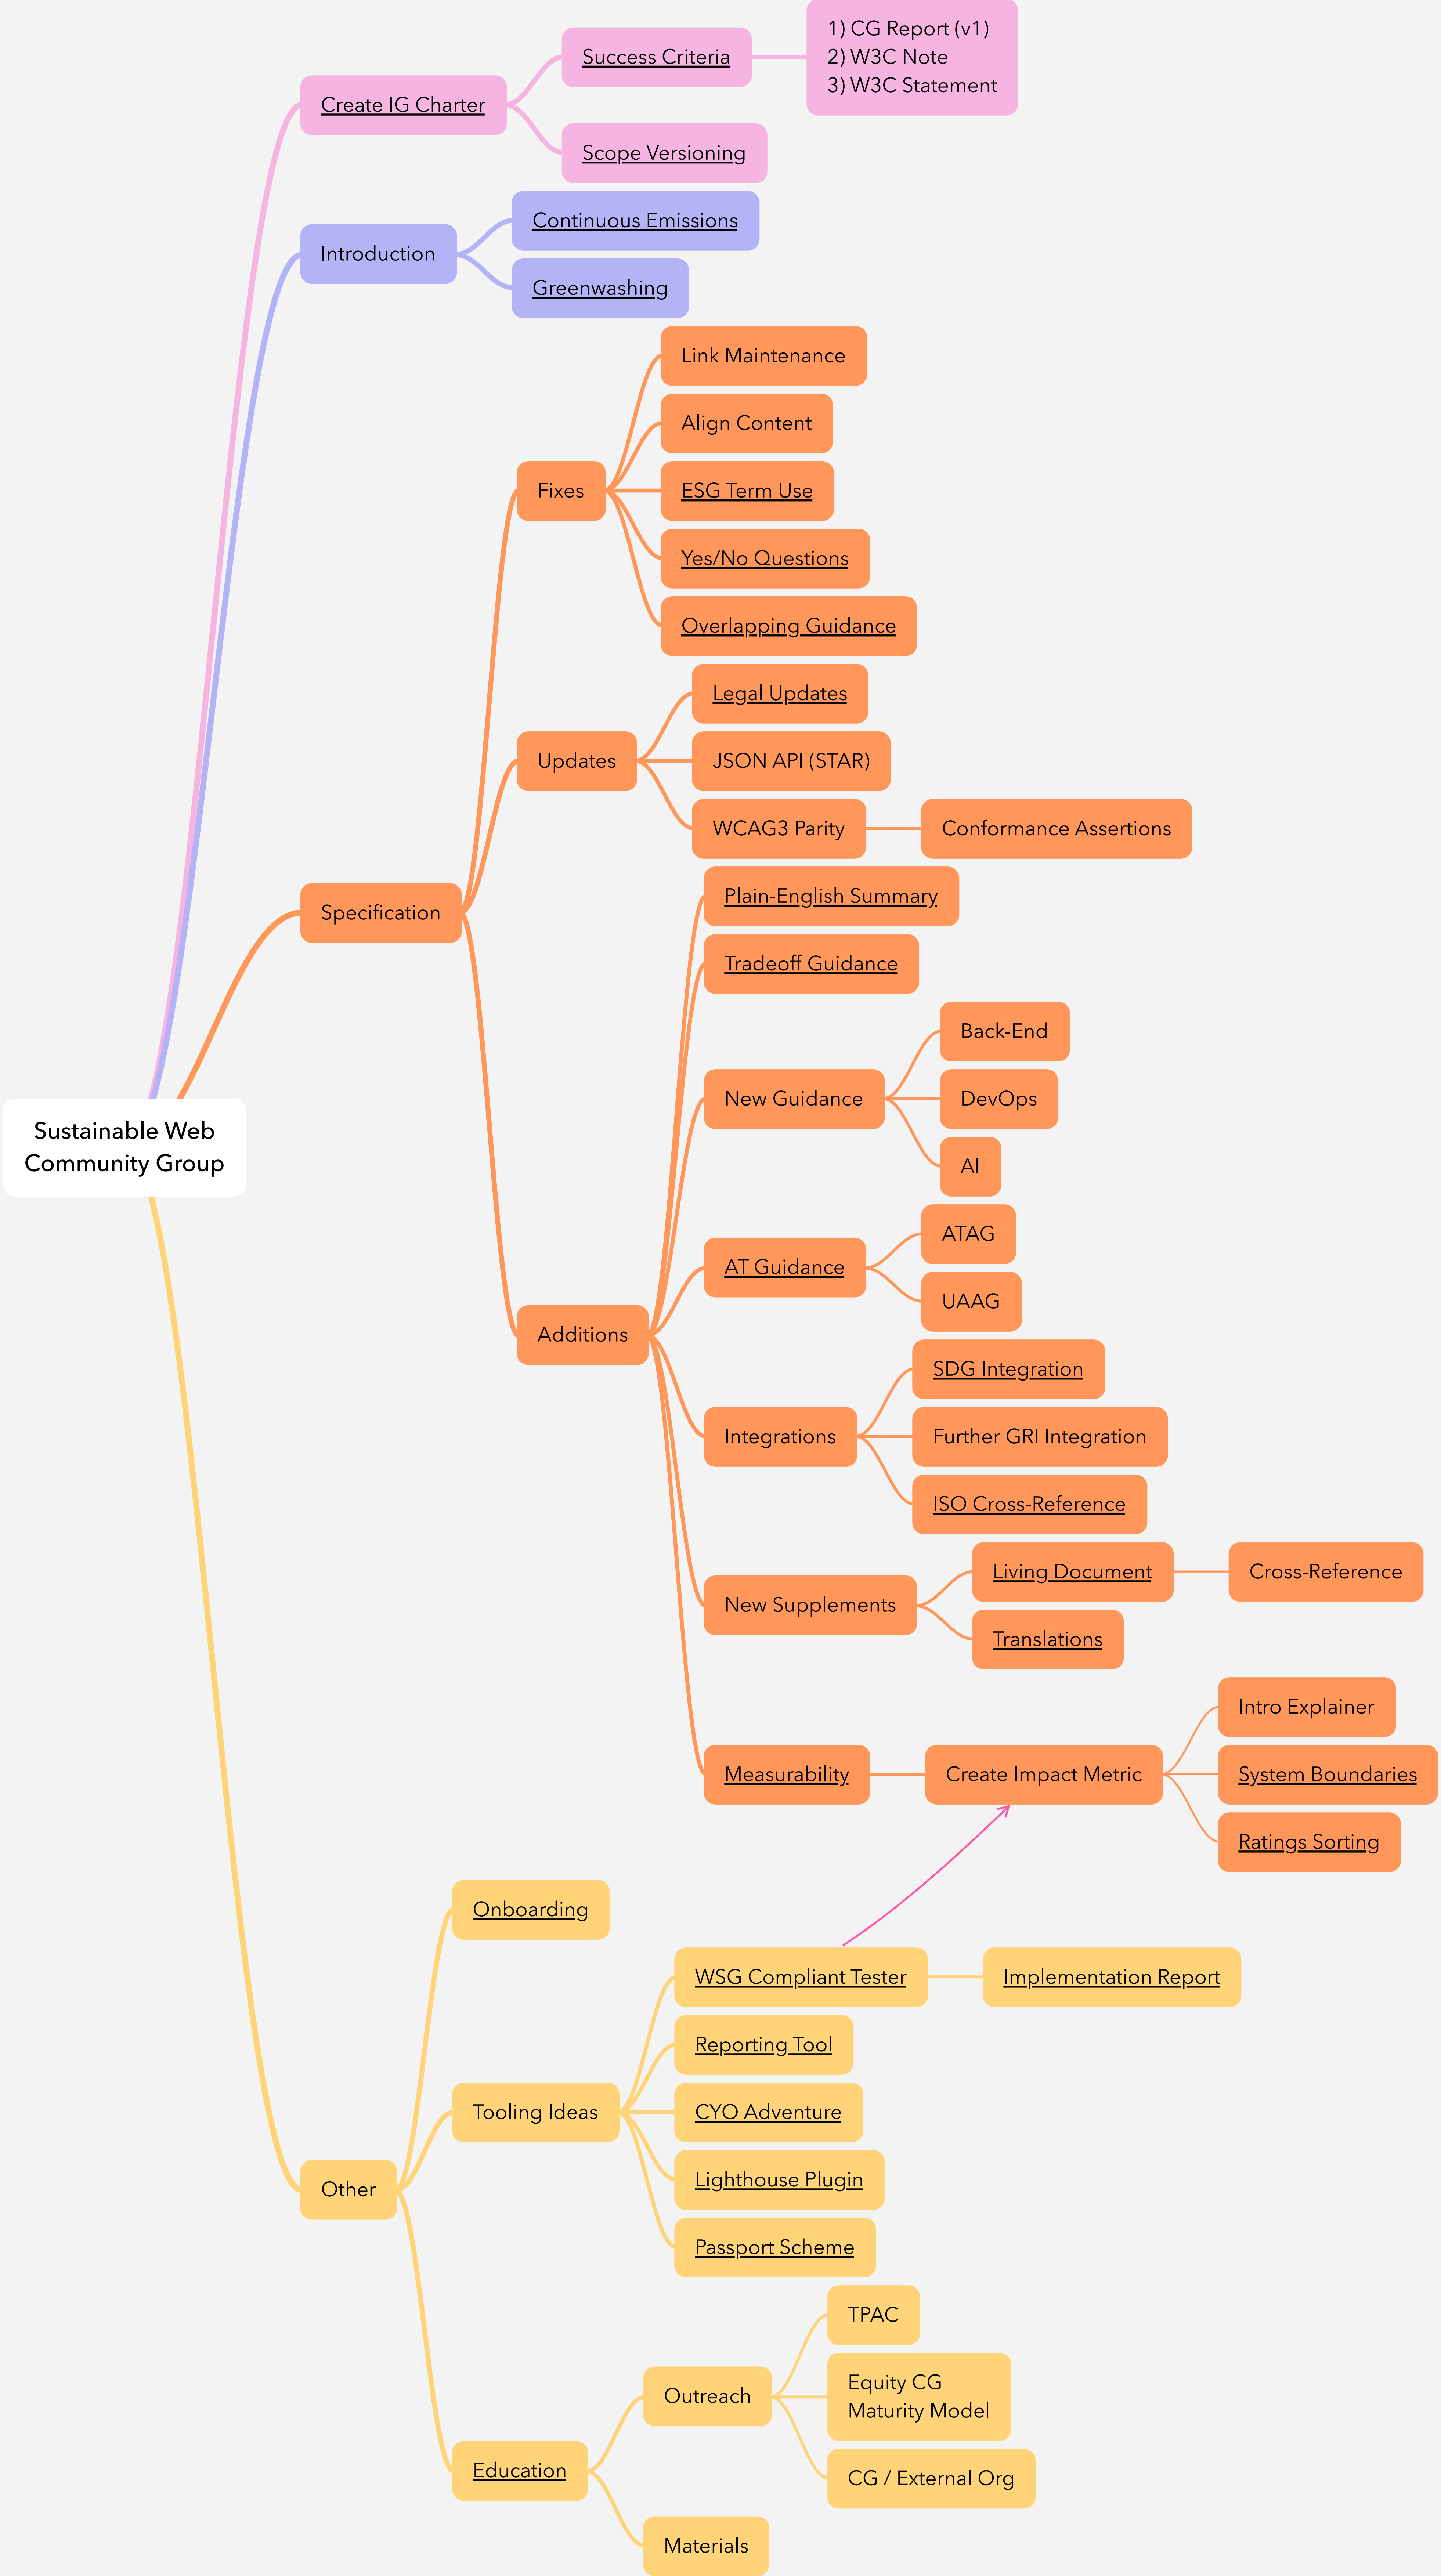 1) CG Report (v1)
2) W3C Note
3) W3C Statement
Success Criteria
Create IG Charter
Scope Versioning
Continuous Emissions
Introduction
Greenwashing
Link Maintenance
Align Content
Fixes
ESG Term Use
Yes/No Questions
Overlapping Guidance
Legal Updates
Updates
JSON API (STAR)
WCAG3 Parity
Conformance Assertions
Plain-English Summary
Specification
Tradeoff Guidance
Back-End
New Guidance
DevOps
Sustainable Web
Community Group
AI
ATAG
AT Guidance
UAAG
Additions
SDG Integration
Integrations
Further GRI Integration
ISO Cross-Reference
Living Document
Cross-Reference
New Supplements
Translations
Intro Explainer
Measurability
Create Impact Metric
System Boundaries
Ratings Sorting
Onboarding
WSG Compliant Tester
Implementation Report
Reporting Tool
Tooling Ideas
CYO Adventure
Lighthouse Plugin
Other
Passport Scheme
TPAC
Outreach
Equity CG
Maturity Model
Education
CG / External Org
Materials